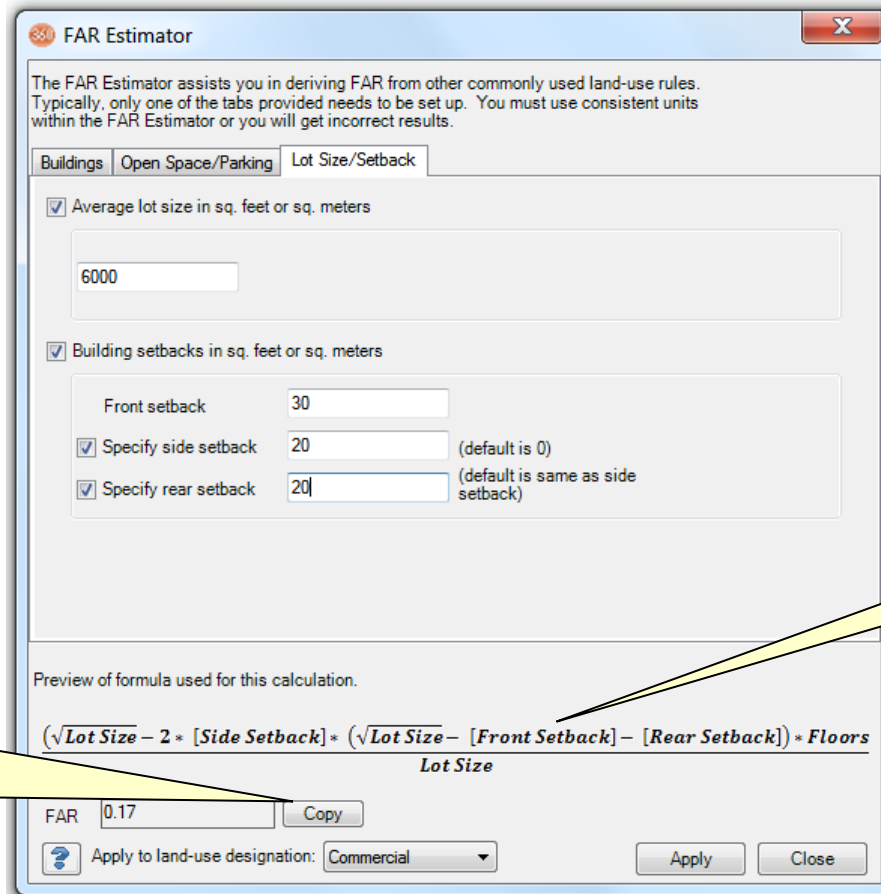 360 FAR Estimator
The FAR Estimator assists you in deriving FAR from other commonly used land-use rules.
Typically, only one of the tabs provided needs to be set up. You must use consistent units
within the FAR Estimator or you will get incorrect results.
Buildings Open Space/Parking Lot Size/Setback
Average lot size in sq. feet or sq. meters
6000
Building setbacks in sq. feet or sq. meters
Front setback 30
Specify side setback 20 (default is 0)
Specify rear setback 20 (default is same as side
setback)
Preview of formula used for this calculation.
(√Lot Size − 2 * [Side Setback] * (√Lot Size − [Front Setback] − [Rear Setback]) * Floors
Lot Size
FAR 0.17 Copy
? Apply to land-use designation: Commercial Apply Close